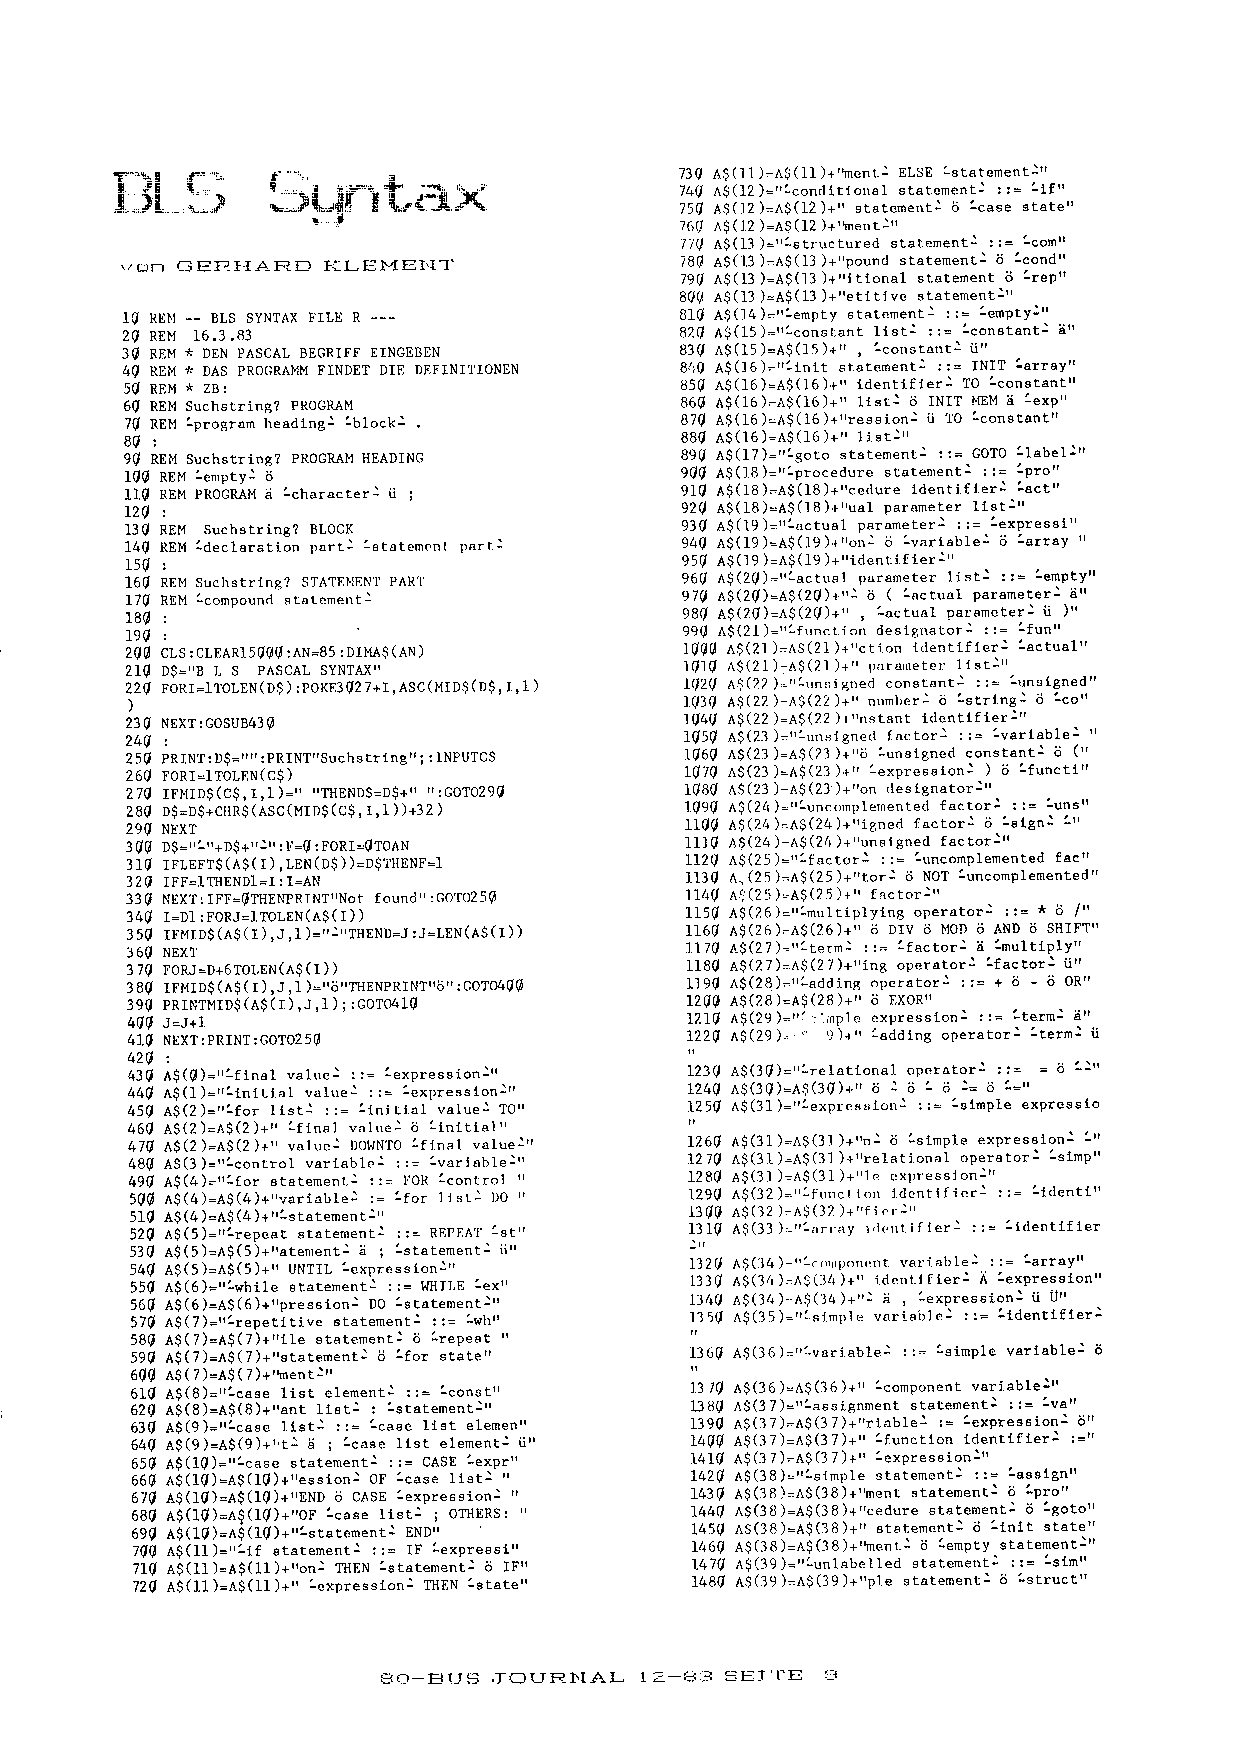 BLS Syntax
von GERHARD KLEMENT
10 REM -- BLS SYNTAX FILE R ---
20 REM  16.3.83
30 REM * DEN PASCAL BEGRIFF EINGEBEN
40 REM * DAS PROGRAMM FINDET DIE DEFINITIONEN
50 REM * ZB:
60 REM Suchstring? PROGRAM
70 REM ≤program heading≥ ≤block≥ .
80 :
90 REM Suchstring? PROGRAM HEADING
100 REM ≤empty≥ ö
110 REM PROGRAM ä ≤character≥ ü ;
120 :
130 REM  Suchstring? BLOCK
140 REM ≤declaration part≥ ≤statement part≥
150 :
160 REM Suchstring? STATEMENT PART
170 REM ≤compound statement≥
180 :
190 :
200 CLS:CLEAR15000:AN=85:DIMA$(AN)
210 D$="B L S  PASCAL SYNTAX"
220 FORI=1TOLEN(D$):POKE3027+I,ASC(MID$(D$,I,1)
)
230 NEXT:GOSUB430
240 :
250 PRINT:D$="":PRINT"Suchstring";:INPUTC$
260 FORI=1TOLEN(C$)
270 IFMID$(C$,I,1)=" "THEND$=D$+" ":GOTO290
280 D$=D$+CHR$(ASC(MID$(C$,I,1))+32)
290 NEXT
300 D$="≤"+D$+"≥":F=0:FORI=0TOAN
310 IFLEFT$(A$(I),LEN(D$))=D$THENF=1
320 IFF=1THEND1=I:I=AN
330 NEXT:IFF=0THENPRINT"Not found":GOTO250
340 I=D1:FORJ=1TOLEN(A$(I))
350 IFMID$(A$(I),J,1)="≥"THEND=J:J=LEN(A$(I))
360 NEXT
370 FORJ=D+6TOLEN(A$(I))
380 IFMID$(A$(I),J,1)="ö"THENPRINT"ö":GOTO400
390 PRINTMID$(A$(I),J,1);:GOTO410
400 J=J+1
410 NEXT:PRINT:GOTO250
420 :
430 A$(0)="≤final value≥ ::= ≤expression≥"
440 A$(1)="≤initial value≥ ::= ≤expression≥"
450 A$(2)="≤for list≥ ::= ≤initial value≥ TO"
460 A$(2)=A$(2)+" ≤final value≥ ö ≤initial"
470 A$(2)=A$(2)+" value≥ DOWNTO ≤final value≥"
480 A$(3)="≤control variable≥ ::= ≤variable≥"
490 A$(4)="≤for statement≥ ::= FOR ≤control "
500 A$(4)=A$(4)+"variable≥ := ≤for list≥ DO "
510 A$(4)=A$(4)+"≤statement≥"
520 A$(5)="≤repeat statement≥ ::= REPEAT ≤st"
530 A$(5)=A$(5)+"atement≥ ä ; ≤statement≥ ü"
540 A$(5)=A$(5)+" UNTIL ≤expression≥"
550 A$(6)="≤while statement≥ ::= WHILE ≤ex"
560 A$(6)=A$(6)+"pression≥ DO ≤statement≥"
570 A$(7)="≤repetitive statement≥ ::= ≤wh"
580 A$(7)=A$(7)+"ile statement≥ ö ≤repeat "
590 A$(7)=A$(7)+"statement≥ ö ≤for state"
600 A$(7)=A$(7)+"ment≥"
610 A$(8)="≤case list element≥ ::= ≤const"
620 A$(8)=A$(8)+"ant list≥ : ≤statement≥"
630 A$(9)="≤case list≥ ::= ≤case list elemen"
640 A$(9)=A$(9)+"t≥ ä ; ≤case list element≥ ü"
650 A$(10)="≤case statement≥ ::= CASE ≤expr"
660 A$(10)=A$(10)+"ession≥ OF ≤case list≥ "
670 A$(10)=A$(10)+"END ö CASE ≤expression≥ "
680 A$(10)=A$(10)+"OF ≤case list≥ ; OTHERS: "
690 A$(10)=A$(10)+"≤statement≥ END"
700 A$(11)="≤if statement≥ ::= IF ≤expressi"
710 A$(11)=A$(11)+"on≥ THEN ≤statement≥ ö IF"
720 A$(11)=A$(11)+" ≤expression≥ THEN ≤state"
730 A$(11)=A$(11)+"ment≥ ELSE ≤statement≥"
740 A$(12)="≤conditional statement≥ ::= ≤if"
750 A$(12)=A$(12)+" statement≥ ö ≤case state"
760 A$(12)=A$(12)+"ment≥"
770 A$(13)="≤structured statement≥ ::= ≤com"
780 A$(13)=A$(13)+"pound statement≥ ö ≤cond"
790 A$(13)=A$(13)+"itional statement ö ≤rep"
800 A$(13)=A$(13)+"etitive statement≥"
810 A$(14)="≤empty statement≥ ::= ≤empty≥"
820 A$(15)="≤constant list≥ ::= ≤constant≥ ä"
830 A$(15)=A$(15)+" , ≤constant≥ ü"
840 A$(16)="≤init statement≥ ::= INIT ≤array"
850 A$(16)=A$(16)+" identifier≥ TO ≤constant"
860 A$(16)=A$(16)+" list≥ ö INIT MEM ä ≤exp"
870 A$(16)=A$(16)+"ression≥ ü TO ≤constant"
880 A$(16)=A$(16)+" list≥"
890 A$(17)="≤goto statement≥ ::= GOTO ≤label≥"
900 A$(18)="≤procedure statement≥ ::= ≤pro"
910 A$(18)=A$(18)+"cedure identifier≥ ≤act"
920 A$(18)=A$(18)+"ual parameter list≥"
930 A$(19)="≤actual parameter≥ ::= ≤expressi"
940 A$(19)=A$(19)+"on≥ ö ≤variable≥ ö ≤array "
950 A$(19)=A$(19)+"identifier≥"
960 A$(20)="≤actual parameter list≥ ::= ≤empty"
970 A$(20)=A$(20)+"≥ ö ( ≤actual parameter≥ ä"
980 A$(20)=A$(20)+" , ≤actual parameter≥ ü )"
990 A$(21)="≤function designator≥ ::= ≤fun"
1000 A$(21)=A$(21)+"ction identifier≥ ≤actual"
1010 A$(21)=A$(21)+" parameter list≥"
1020 A$(22)="≤unsigned constant≥ ::= ≤unsigned"
1030 A$(22)=A$(22)+" number≥ ö ≤string≥ ö ≤co"
1040 A$(22)=A$(22)+"nstant identifier≥"
1050 A$(23)="≤unsigned factor≥ ::= ≤variable≥ "
1060 A$(23)=A$(23)+"ö ≤unsigned constant≥ ö ("
1070 A$(23)=A$(23)+" ≤expression≥ ) ö ≤functi"
1080 A$(23)=A$(23)+"on designator≥"
1090 A$(24)="≤uncomplemented factor≥ ::= ≤uns"
1100 A$(24)=A$(24)+"igned factor≥ ö ≤sign≥ ≤"
1110 A$(24)=A$(24)+"unsigned factor≥"
1120 A$(25)="≤factor≥ ::= ≤uncomplemented fac"
1130 A$(25)=A$(25)+"tor≥ ö NOT ≤uncomplemented"
1140 A$(25)=A$(25)+" factor≥"
1150 A$(26)="≤multiplying operator≥ ::= * ö /"
1160 A$(26)=A$(26)+" ö DIV ö MOD ö AND ö SHIFT"
1170 A$(27)="≤term≥ ::= ≤factor≥ ä ≤multiply"
1180 A$(27)=A$(27)+"ing operator≥ ≤factor≥ ü"
1190 A$(28)="≤adding operator≥ ::= + ö - ö OR"
1200 A$(28)=A$(28)+" ö EXOR"
1210 A$(29)="≤simple expression≥ ::= ≤term≥ ä"
1220 A$(29)= 9)+" ≤adding operator≥ ≤term≥ ü
"
1230 A$(30)="≤relational operator≥ ::=  = ö ≤≥"
1240 A$(30)=A$(30)+" ö ≥ ö ≤ ö ≥= ö ≤="
1250 A$(31)="≤expression≥ ::= ≤simple expressio
"
1260 A$(31)=A$(31)+"n≥ ö ≤simple expression≥ ≤"
1270 A$(31)=A$(31)+"relational operator≥ ≤simp"
1280 A$(31)=A$(31)+"le expression≥"
1290 A$(32)="≤function identifier≥ ::= ≤identi"
1300 A$(32)=A$(32)+"fier≥"
1310 A$(33)="≤array identifier≥ ::= ≤identifier
≥"
1320 A$(34)="≤component variable≥ ::= ≤array"
1330 A$(34)=A$(34)+" identifier≥ Ä ≤expression"
1340 A$(34)=A$(34)+"≥ ä , ≤expression≥ ü Ü"
1350 A$(35)="≤simple variable≥ ::= ≤identifier≥
"
1360 A$(36)="≤variable≥ ::= ≤simple variable≥ ö
"
1370 A$(36)=A$(36)+" ≤component variable≥"
1380 A$(37)="≤assignment statement≥ ::= ≤va"
1390 A$(37)=A$(37)+"riable≥ := ≤expression≥ ö"
1400 A$(37)=A$(37)+" ≤function identifier≥ :="
1410 A$(37)=A$(37)+" ≤expression≥"
1420 A$(38)="≤simple statement≥ ::= ≤assign"
1430 A$(38)=A$(38)+"ment statement≥ ö ≤pro"
1440 A$(38)=A$(38)+"cedure statement≥ ö ≤goto"
1450 A$(38)=A$(38)+" statement≥ ö ≤init state"
1460 A$(38)=A$(38)+"ment≥ ö ≤empty statement≥"
1470 A$(39)="≤unlabelled statement≥ ::= ≤sim"
1480 A$(39)=A$(39)+"ple statement≥ ö ≤struct"
80-BUS JOURNAL 12-83 SEITE 9